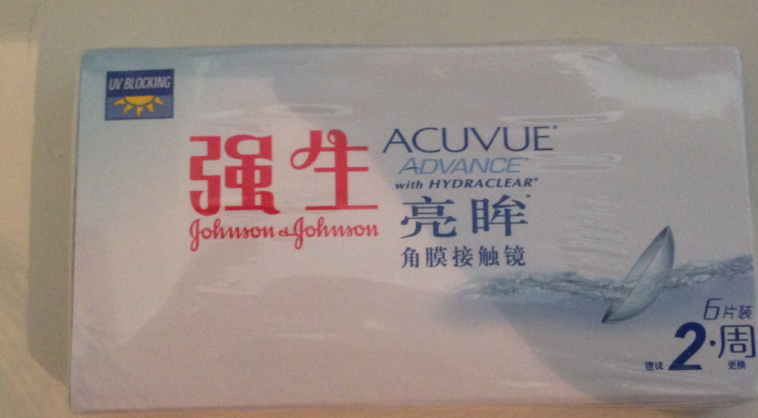 UV BLOCKING
强生
Johnson & Johnson
ACUVUE®
ADVANCE®
with HYDRACLEAR®
亮眸
角膜接触镜
6片装
建议2·周更换